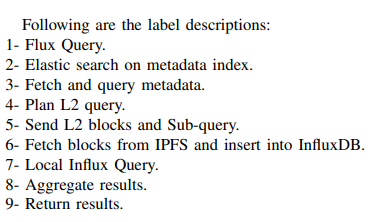 Following are the label descriptions:
1- Flux Query.
2- Elastic search on metadata index.
3- Fetch and query metadata.
4- Plan L2 query.
5- Send L2 blocks and Sub-query.
6- Fetch blocks from IPFS and insert into InfluxDB.
7- Local Influx Query.
8- Aggregate results.
9- Return results.